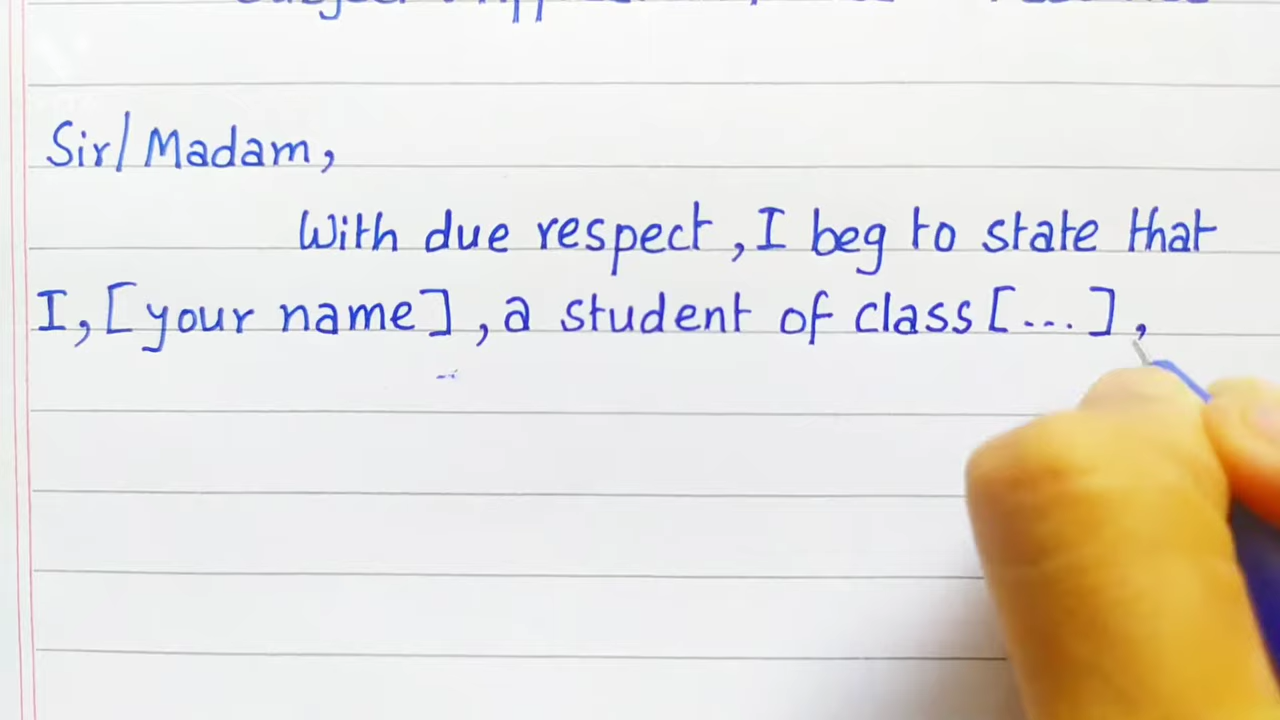 Sir/Madam,
With due respect, I beg to state that
I, [your name], a student of class [...],